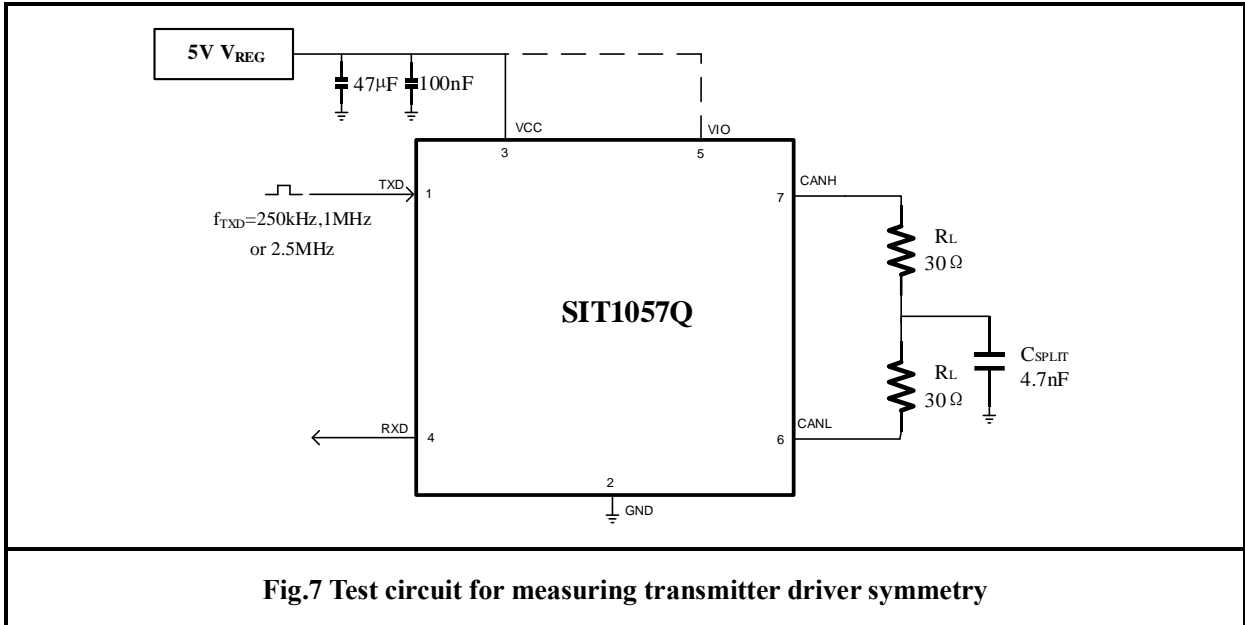 5V VREG
47μF
100nF
VCC
VIO
3
5
TXD
1
fTXD=250kHz,1MHz
or 2.5MHz
CANH
7
RL
30Ω
SIT1057Q
CSPLIT
4.7nF
RL
30Ω
RXD
4
CANL
6
2
GND
Fig.7 Test circuit for measuring transmitter driver symmetry